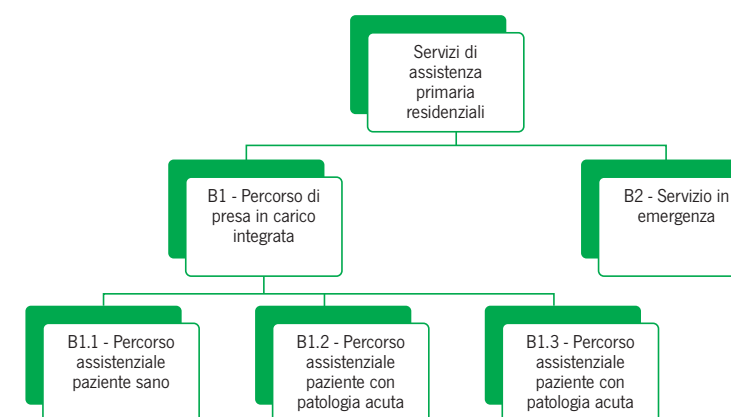 Servizi di
assistenza
primaria
residenziali
B1 - Percorso di
presa in carico
integrata
B2 - Servizio in
emergenza
B1.1 - Percorso
assistenziale
paziente sano
B1.2 - Percorso
assistenziale
paziente con
patologia acuta
B1.3 - Percorso
assistenziale
paziente con
patologia acuta